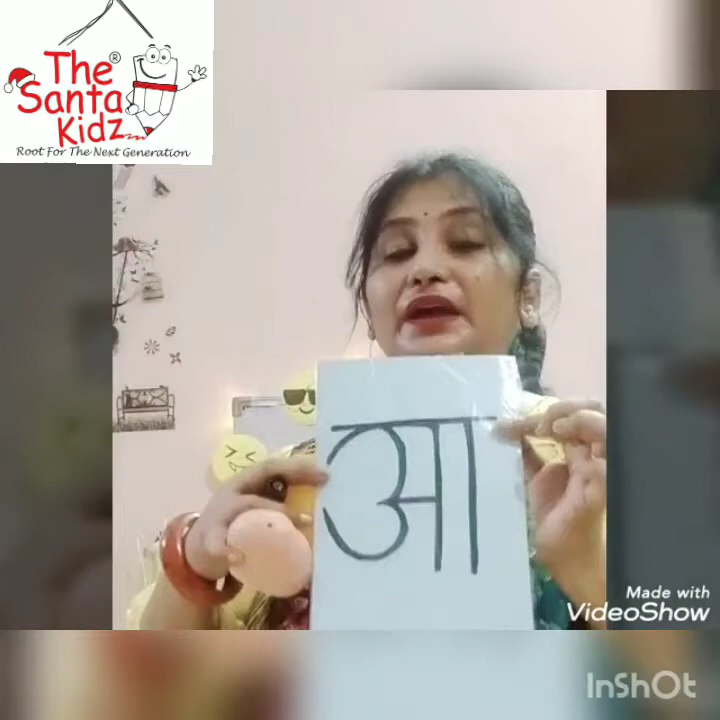 The
Santa
Kidz
®
Root For The Next Generation
आ
Made with
VideoShow
InShOt